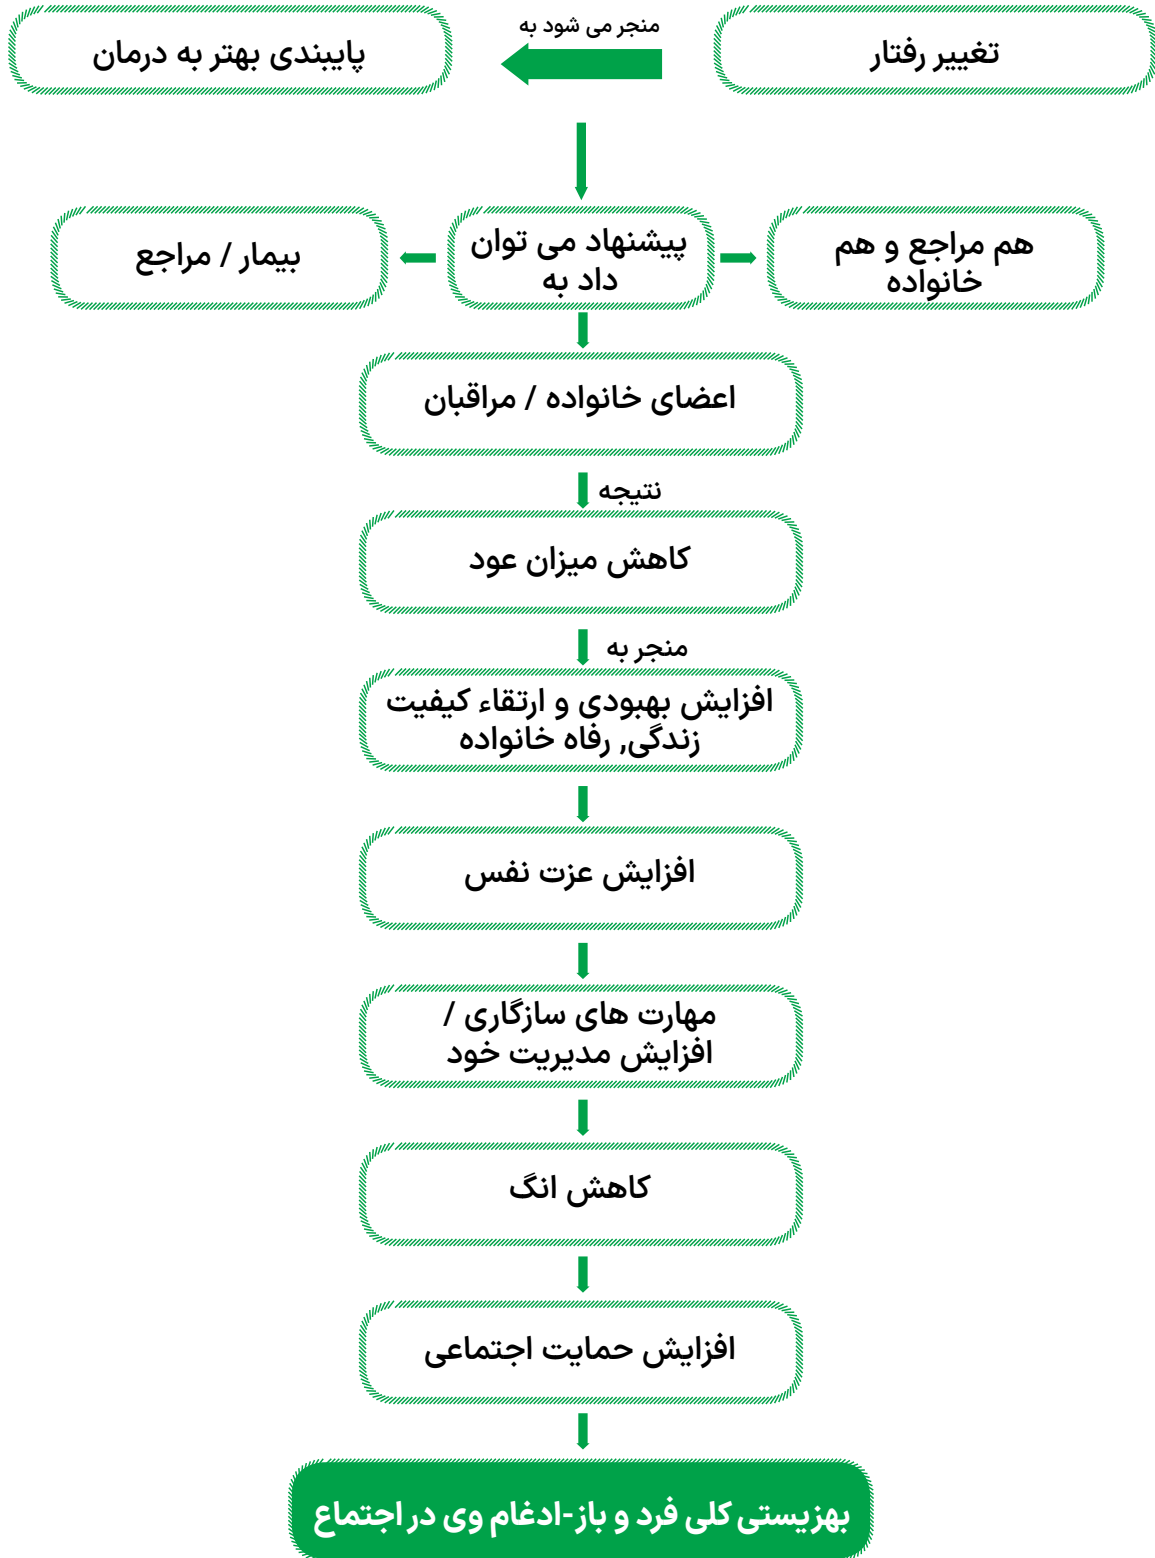 تغییر رفتار
منجر می شود به
پایبندی بهتر به درمان
هم مراجع و هم
خانواده
پیشنهاد می توان
داد به
بیمار / مراجع
اعضای خانواده / مراقبان
نتیجه
کاهش میزان عود
منجر به
افزایش بهبودی و ارتقاء کیفیت
زندگی, رفاه خانواده
افزایش عزت نفس
مهارت های سازگاری /
افزایش مدیریت خود
کاهش انگ
افزایش حمایت اجتماعی
بهزیستی کلی فرد و باز-ادغام وی در اجتماع